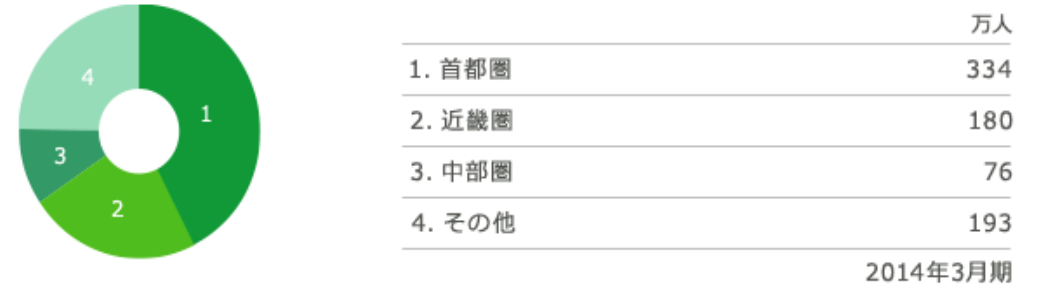 万人
1. 首都圏 334
2. 近畿圏 180
3. 中部圏 76
4. その他 193
2014年3月期
1
2
3
4